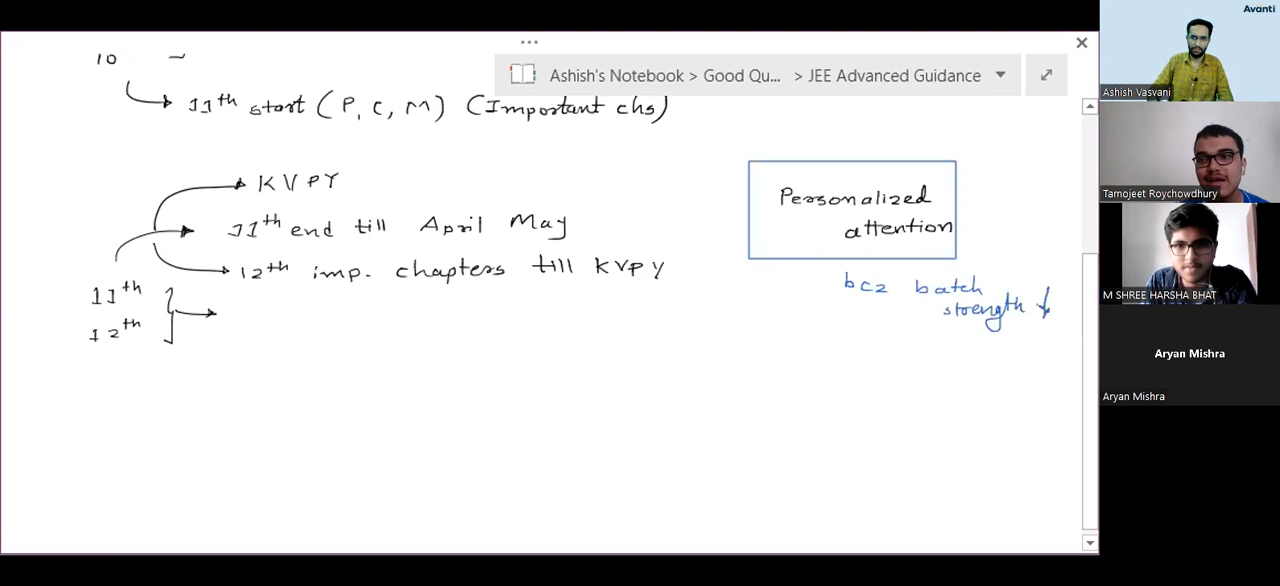 Avanti
10 ~
Ashish's Notebook > Good Qu... > JEE Advanced Guidance
Ashish Vasvani
11th start (P, C, M) (Important chs)
KVPY
Personalized
attention
Tamojeet Roychowdhury
11th end till April May
12th imp. chapters till KVPY
bcz batch
strength ↓
11th
12th
M SHREE HARSHA BHAT
Aryan Mishra
Aryan Mishra